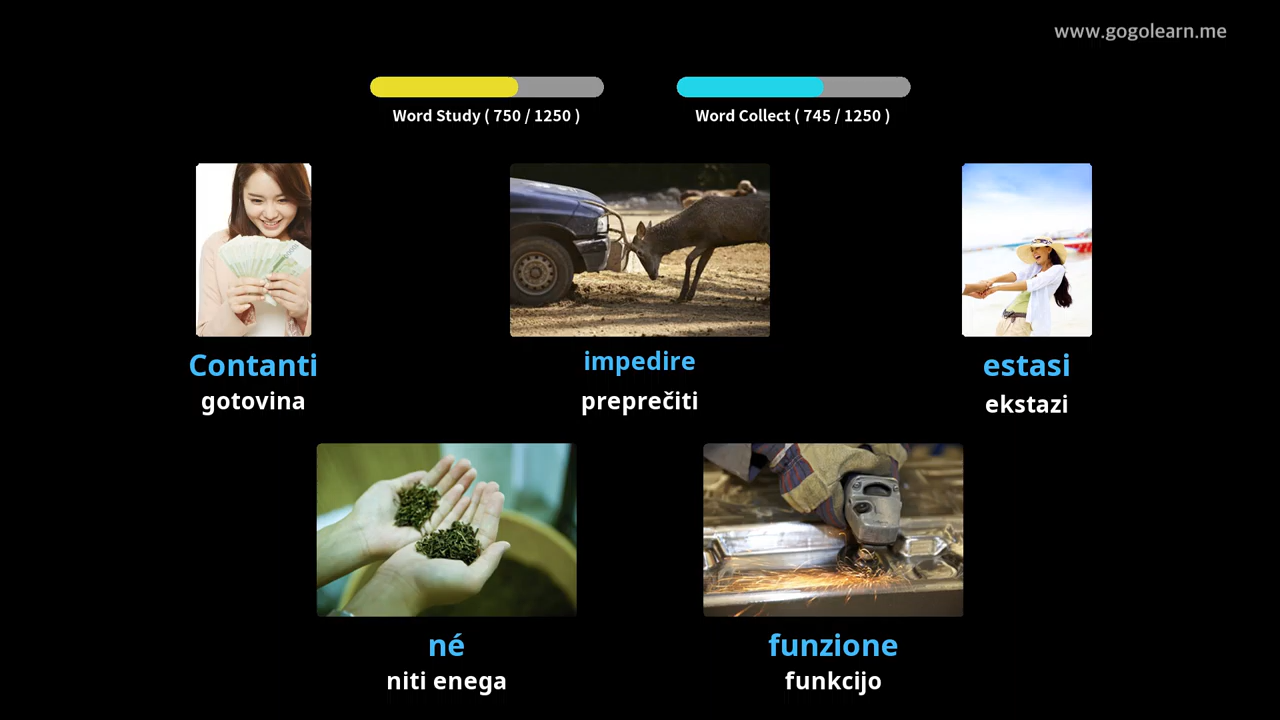 www.gogolearn.me
Word Study ( 750 / 1250 )
Word Collect ( 745 / 1250 )
Contanti
gotovina
impedire
preprečiti
estasi
ekstazi
né
niti enega
funzione
funkcijo